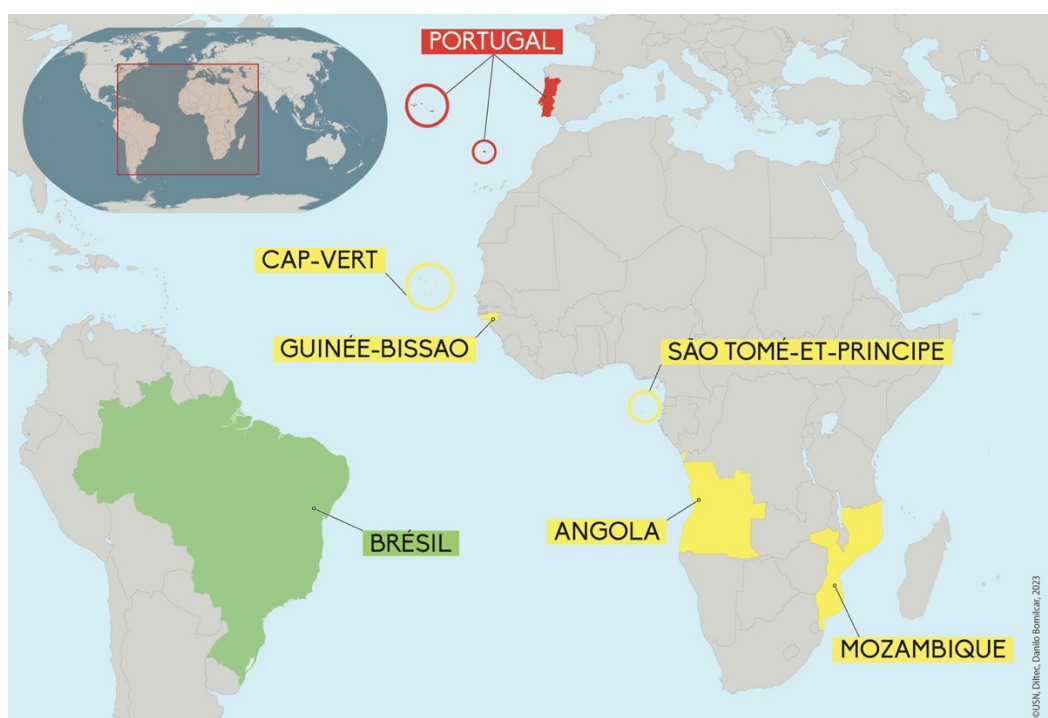 PORTUGAL
CAP-VERT
GUINÉE-BISSAO
SÃO TOMÉ-ET-PRINCIPE
BRÉSIL
ANGOLA
MOZAMBIQUE
©USN, Diltec, Danilo Bomilcar, 2023